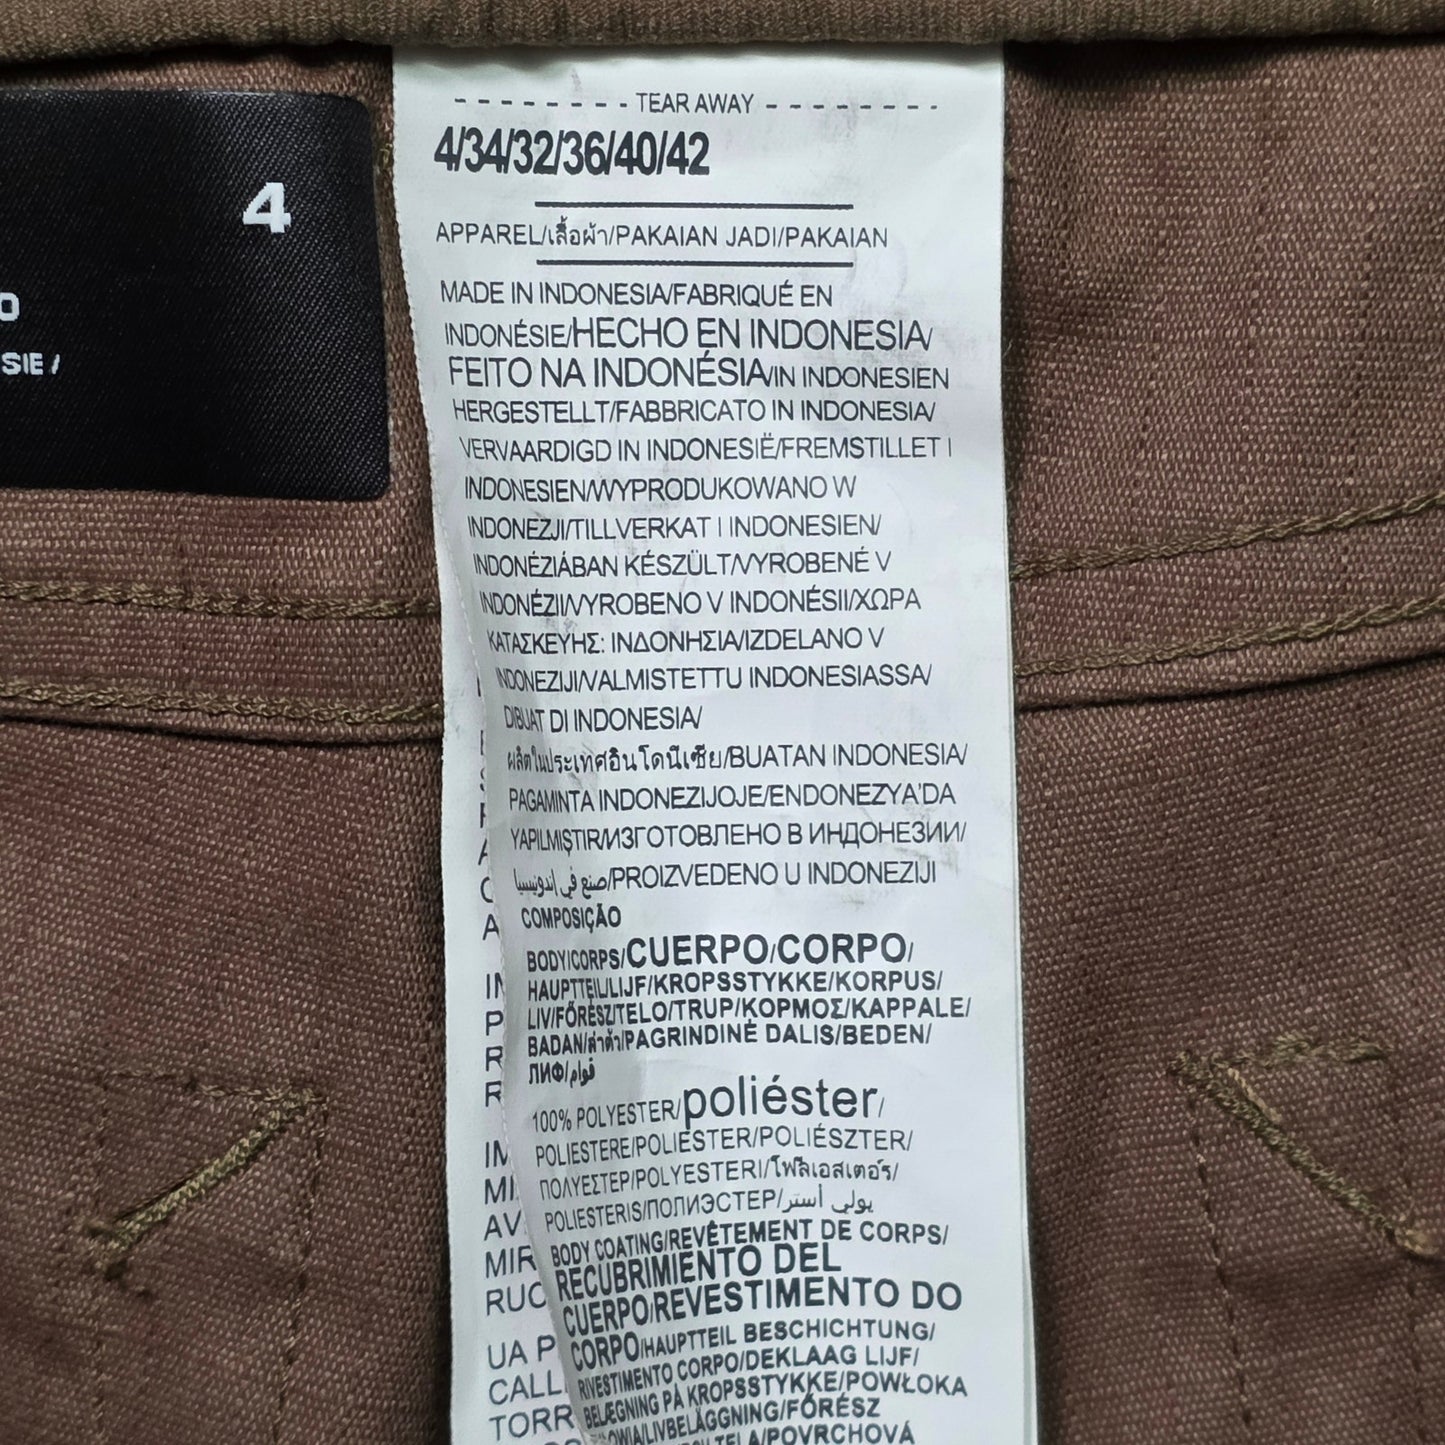 4
SIE/
TEAR AWAY
4/34/32/36/40/42
APPAREL/เสื้อผ้า/PAKAIAN JADI/PAKAIAN
MADE IN INDONESIA/FABRIQUÉ EN
INDONÉSIE/HECHO EN INDONESIA/
FEITO NA INDONÉSIA/IN INDONESIEN
HERGESTELLT/FABBRICATO IN INDONESIA/
VERVAARDIGD IN INDONESIË/FREMSTILLET I
INDONESIEN/WYPRODUKOWANO W
INDONEZJI/TILLVERKAT I INDONESIEN/
INDONÉZIÁBAN KÉSZÜLT/VYROBENÉ V
INDONÉZII/VYROBENO V INDONÉSII/ΧΩΡΑ
ΚΑΤΑΣΚΕΥΗΣ: ΙΝΔΟΝΗΣΙΑ/IZDELANO V
INDONEZIJI/VALMISTETTU INDONESIASSA/
DIBUAT DI INDONESIA/
ผลิตในประเทศอินโดนีเซีย/BUATAN INDONESIA/
PAGAMINTA INDONEZIJOJE/ENDONEZYA'DA
YAPILMIŞTIR/ИЗГОТОВЛЕНО В ИНДОНЕЗИИ/
صنع في إندونيسيا/PROIZVEDENO U INDONEZIJI
COMPOSIÇÃO
BODY/CORPS/CUERPO/CORPO/
HAUPTTEIL/LIJF/KROPSSTYKKE/KORPUS/
LIV/FŐRÉSZ/TELO/TRUP/ΚΟΡΜΟΣ/KAPPALE/
BADAN/ลำตัว/PAGRINDINĖ DALIS/BEDEN/
ЛИФ/قوام
100% POLYESTER/poliéster/
POLIESTERE/POLIESTER/POLIÉSZTER/
ΠΟΛΥΕΣΤΕΡ/POLYESTERI/โพลีเอสเตอร์/
POLIESTERIS/ПОЛИЭСТЕР/يولي أستر
BODY COATING/REVÊTEMENT DE CORPS/
RECUBRIMIENTO DEL
CUERPO/REVESTIMENTO DO
CORPO/HAUPTTEIL BESCHICHTUNG/
RIVESTIMENTO CORPO/DEKLAAG LIJF/
BELÆGNING PÅ KROPSSTYKKE/POWŁOKA
LIVBELÄGGNING/FŐRÉSZ
TELA/POVRCHOVÁ